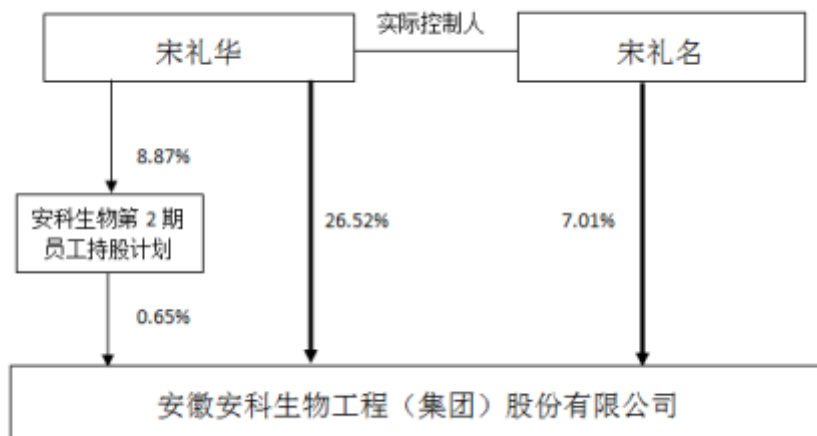 实际控制人
宋礼华
宋礼名
8.87%
安科生物第 2 期
员工持股计划
26.52%
7.01%
0.65%
安徽安科生物工程（集团）股份有限公司